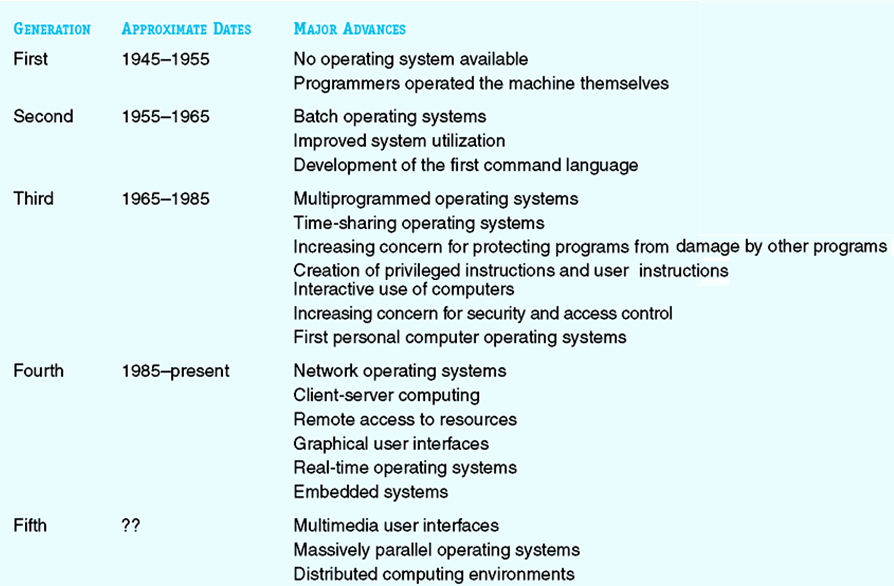 GENERATION APPROXIMATE DATES MAJOR ADVANCES
First 1945–1955 No operating system available
Programmers operated the machine themselves
Second 1955–1965 Batch operating systems
Improved system utilization
Development of the first command language
Third 1965–1985 Multiprogrammed operating systems
Time-sharing operating systems
Increasing concern for protecting programs from damage by other programs
Creation of privileged instructions and user instructions
Interactive use of computers
Increasing concern for security and access control
First personal computer operating systems
Fourth 1985–present Network operating systems
Client-server computing
Remote access to resources
Graphical user interfaces
Real-time operating systems
Embedded systems
Fifth ?? Multimedia user interfaces
Massively parallel operating systems
Distributed computing environments